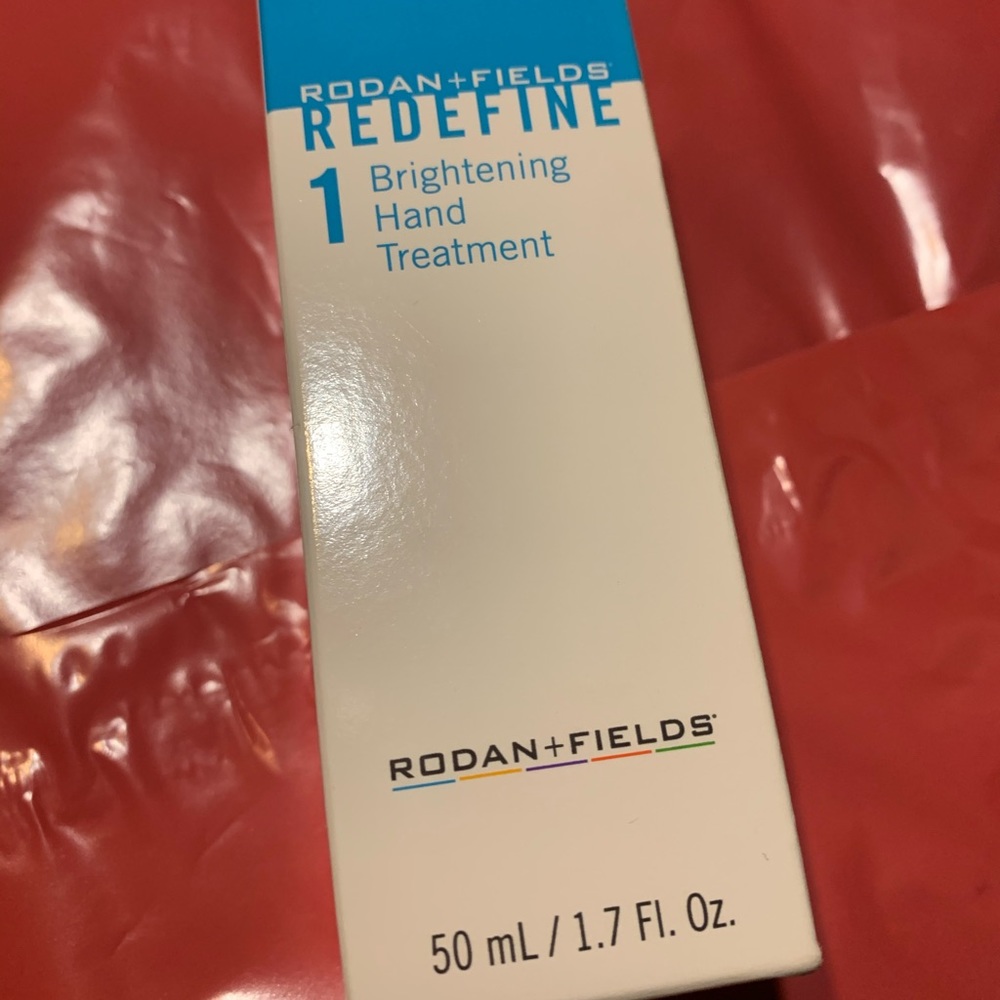 RODAN+FIELDS
REDEFINE
1 Brightening
Hand
Treatment
RODAN+FIELDS®
50 mL / 1.7 Fl. Oz.